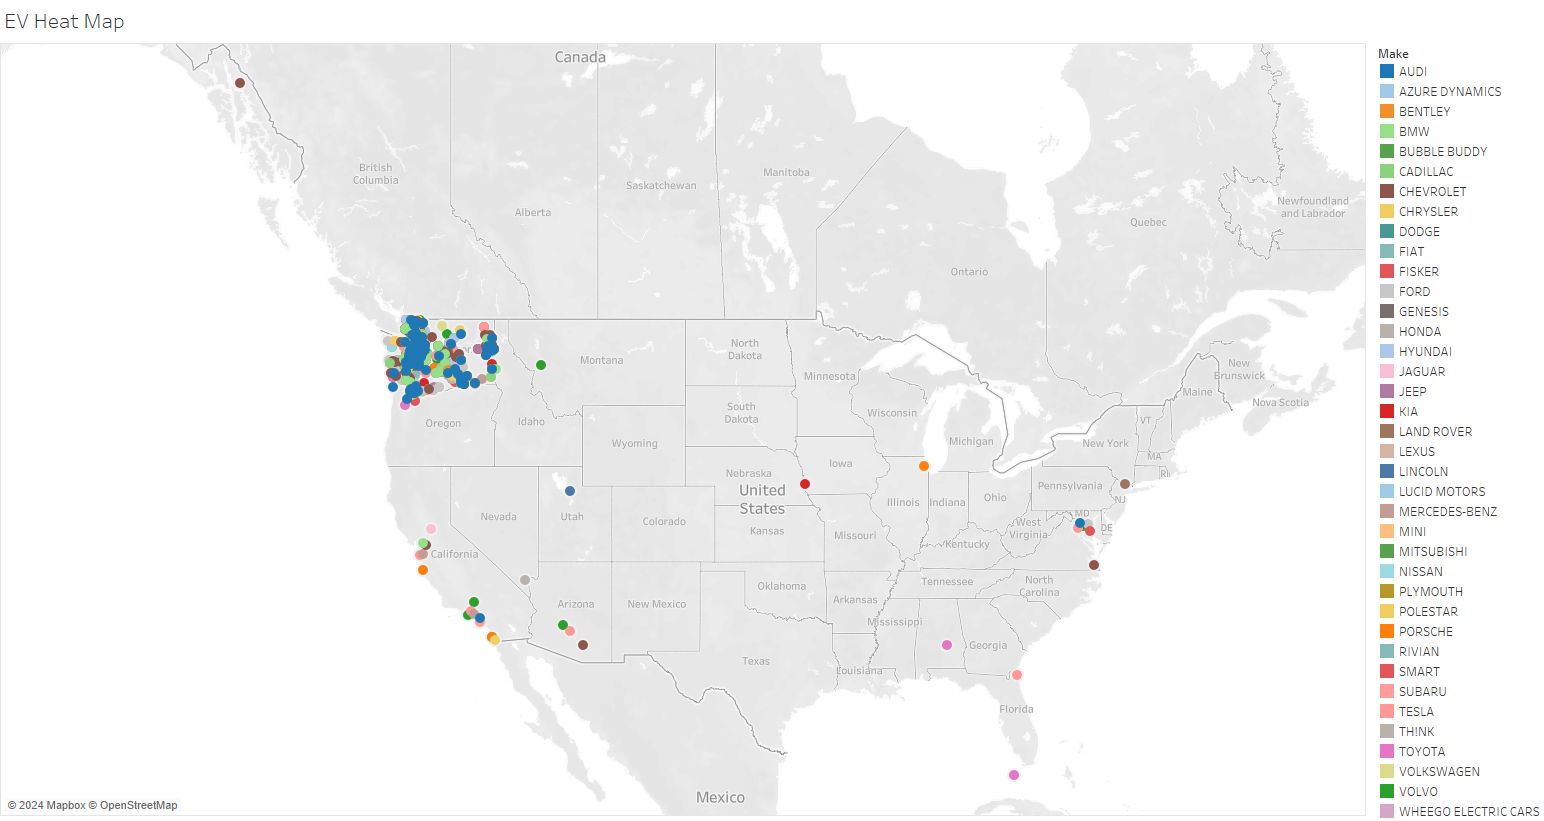 EV Heat Map
Canada
British
Columbia
Alberta
Saskatchewan
Manitoba
Ontario
Quebec
Newfoundland
and Labrador
New
Brunswick
Nova Scotia
Maine
Montana
North
Dakota
Minnesota
South
Dakota
Wisconsin
Michigan
VT
New York
MA
RI
Oregon
Idaho
Wyoming
Nebraska
Iowa
Pennsylvania
NJ
United
States
Illinois
Indiana
Ohio
MD
DE
West
Virginia
Nevada
Utah
Colorado
Kansas
Missouri
Kentucky
California
Arizona
New Mexico
Oklahoma
Arkansas
Tennessee
North
Carolina
Mississippi
Georgia
Texas
Louisiana
Florida
Mexico
© 2024 Mapbox © OpenStreetMap
Make
AUDI
AZURE DYNAMICS
BENTLEY
BMW
BUBBLE BUDDY
CADILLAC
CHEVROLET
CHRYSLER
DODGE
FIAT
FISKER
FORD
GENESIS
HONDA
HYUNDAI
JAGUAR
JEEP
KIA
LAND ROVER
LEXUS
LINCOLN
LUCID MOTORS
MERCEDES-BENZ
MINI
MITSUBISHI
NISSAN
PLYMOUTH
POLESTAR
PORSCHE
RIVIAN
SMART
SUBARU
TESLA
TH!NK
TOYOTA
VOLKSWAGEN
VOLVO
WHEEGO ELECTRIC CARS